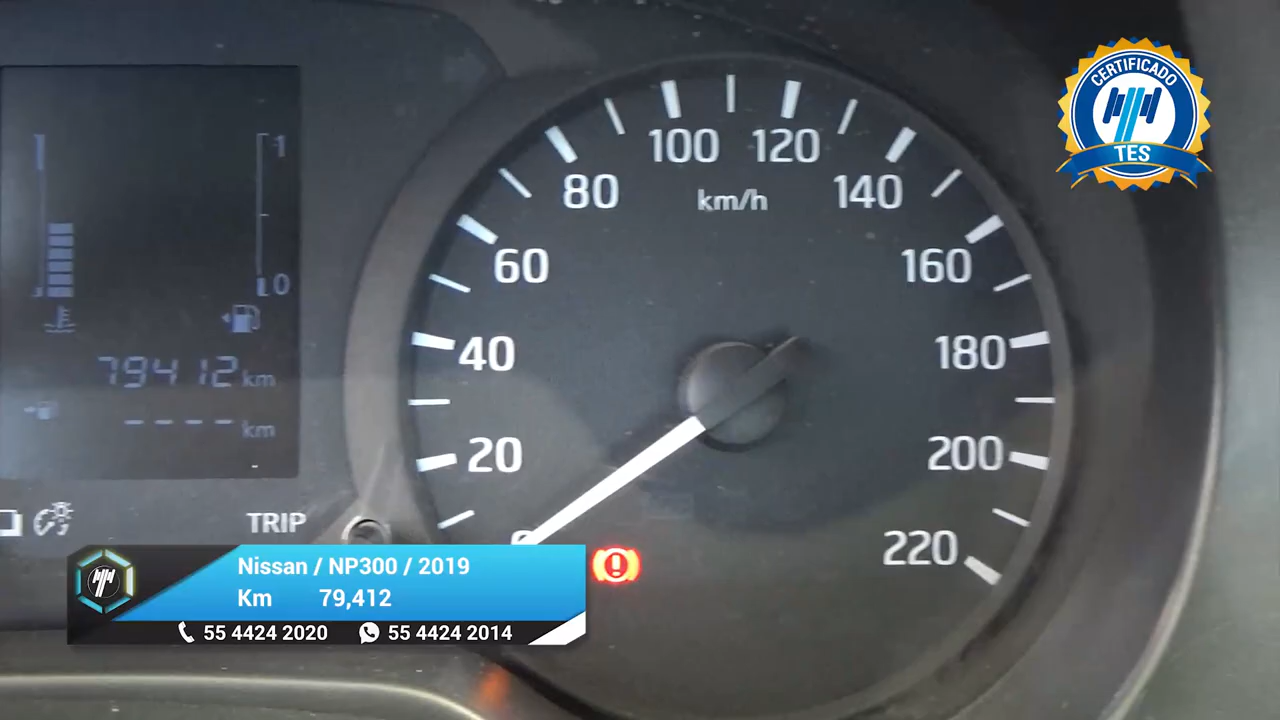 CERTIFICADO
TES
1
0
79412 km
---- km
TRIP
0
20
40
60
80
100
120
140
160
180
200
220
km/h
Nissan / NP300 / 2019
Km 79,412
55 4424 2020 55 4424 2014